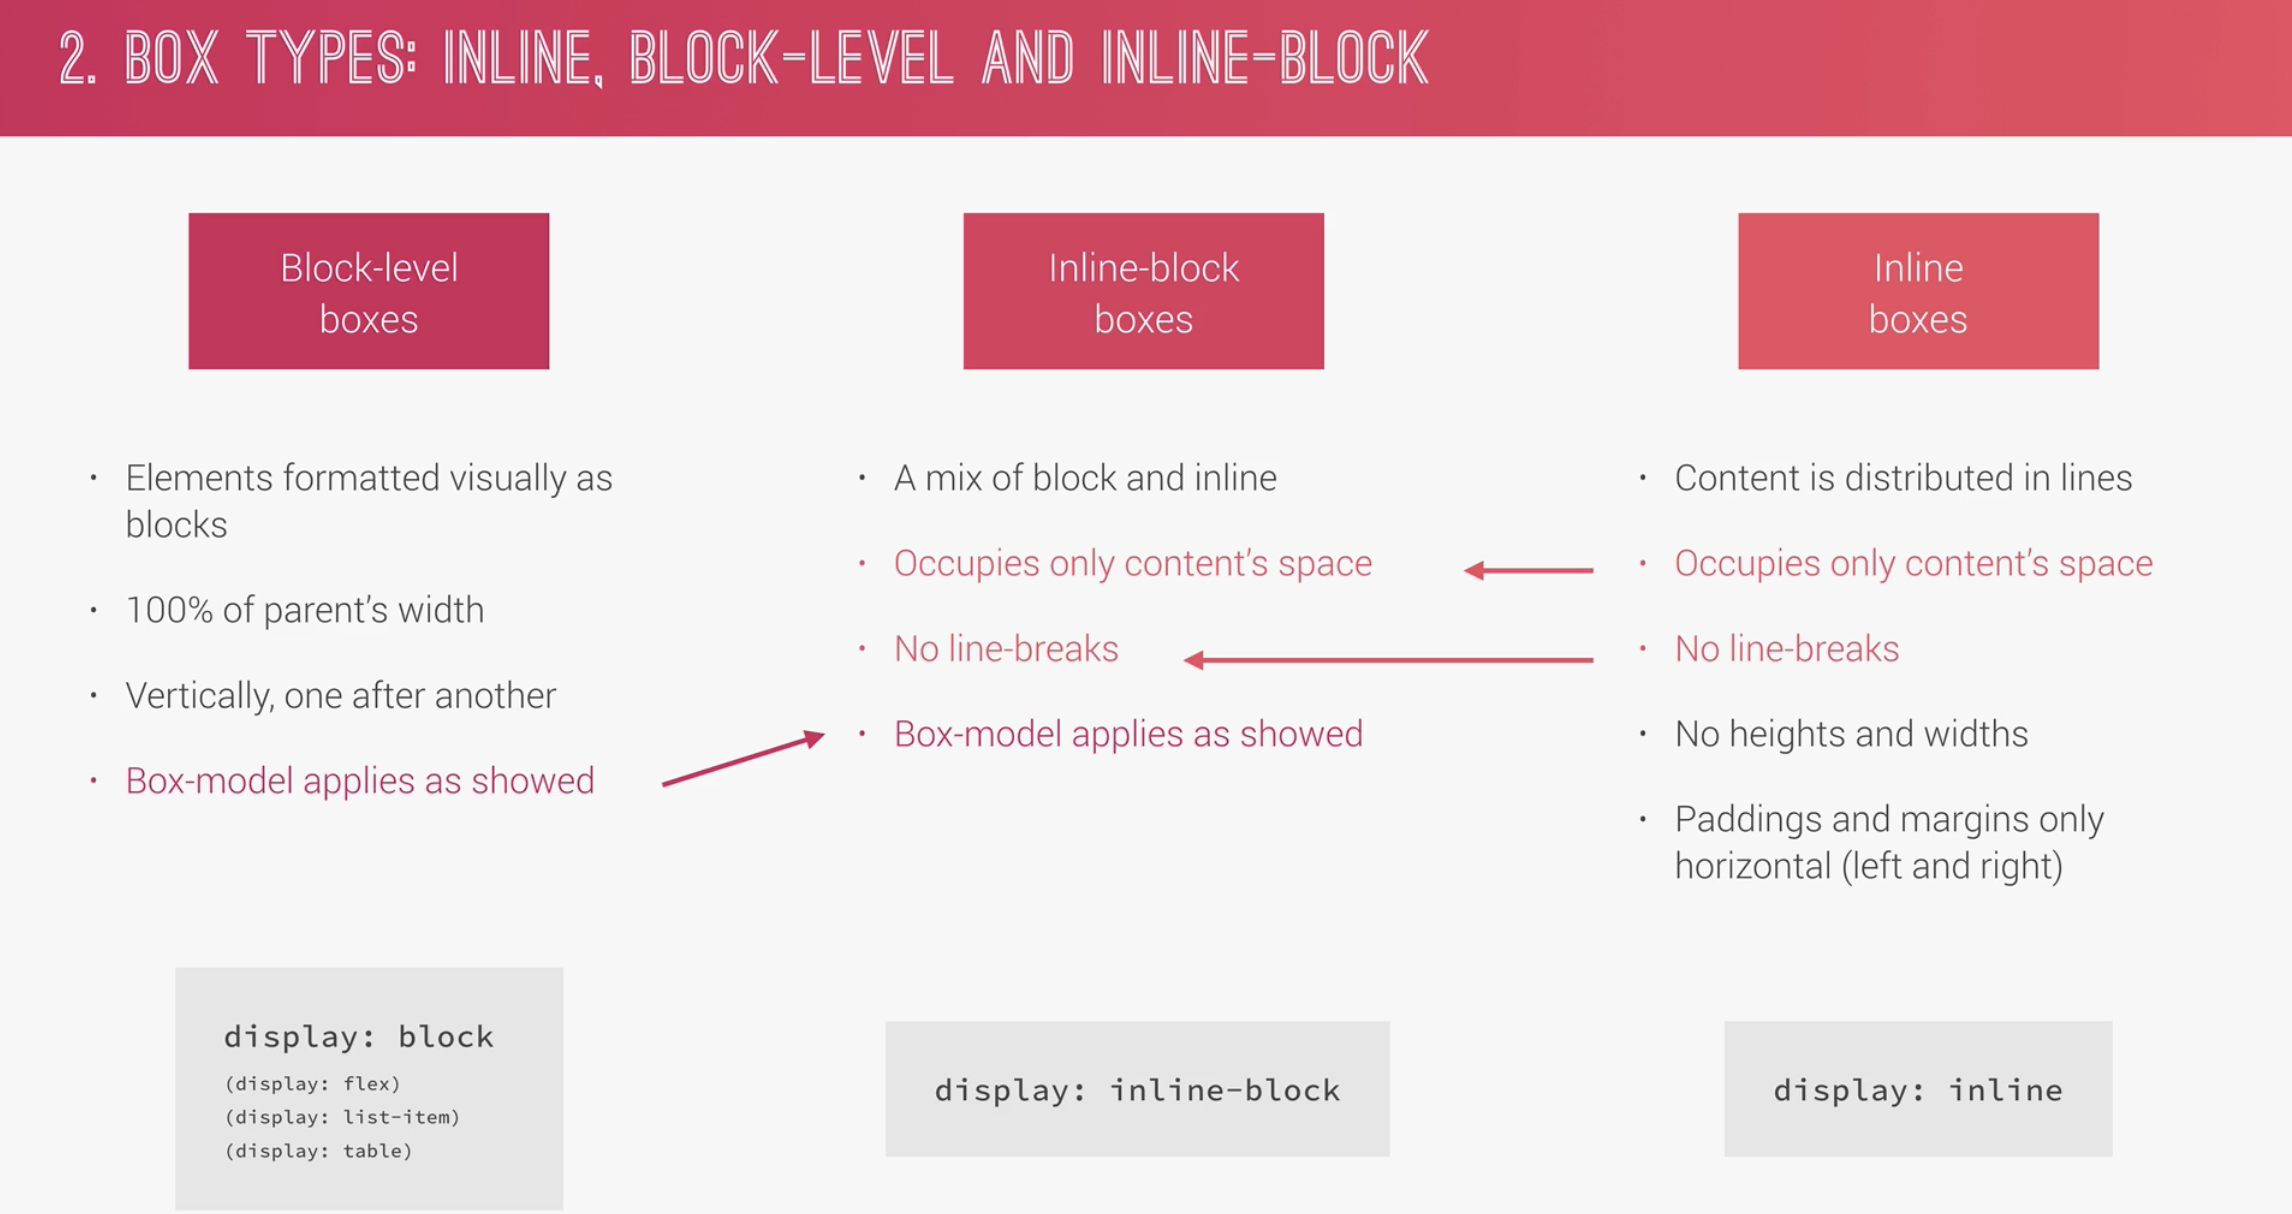 2. BOX TYPES: INLINE, BLOCK-LEVEL AND INLINE-BLOCK
Block-level
boxes
• Elements formatted visually as
blocks
• 100% of parent’s width
• Vertically, one after another
• Box-model applies as showed
display: block
(display: flex)
(display: list-item)
(display: table)
Inline-block
boxes
• A mix of block and inline
• Occupies only content’s space
• No line-breaks
• Box-model applies as showed
display: inline-block
Inline
boxes
• Content is distributed in lines
• Occupies only content’s space
• No line-breaks
• No heights and widths
• Paddings and margins only
horizontal (left and right)
display: inline